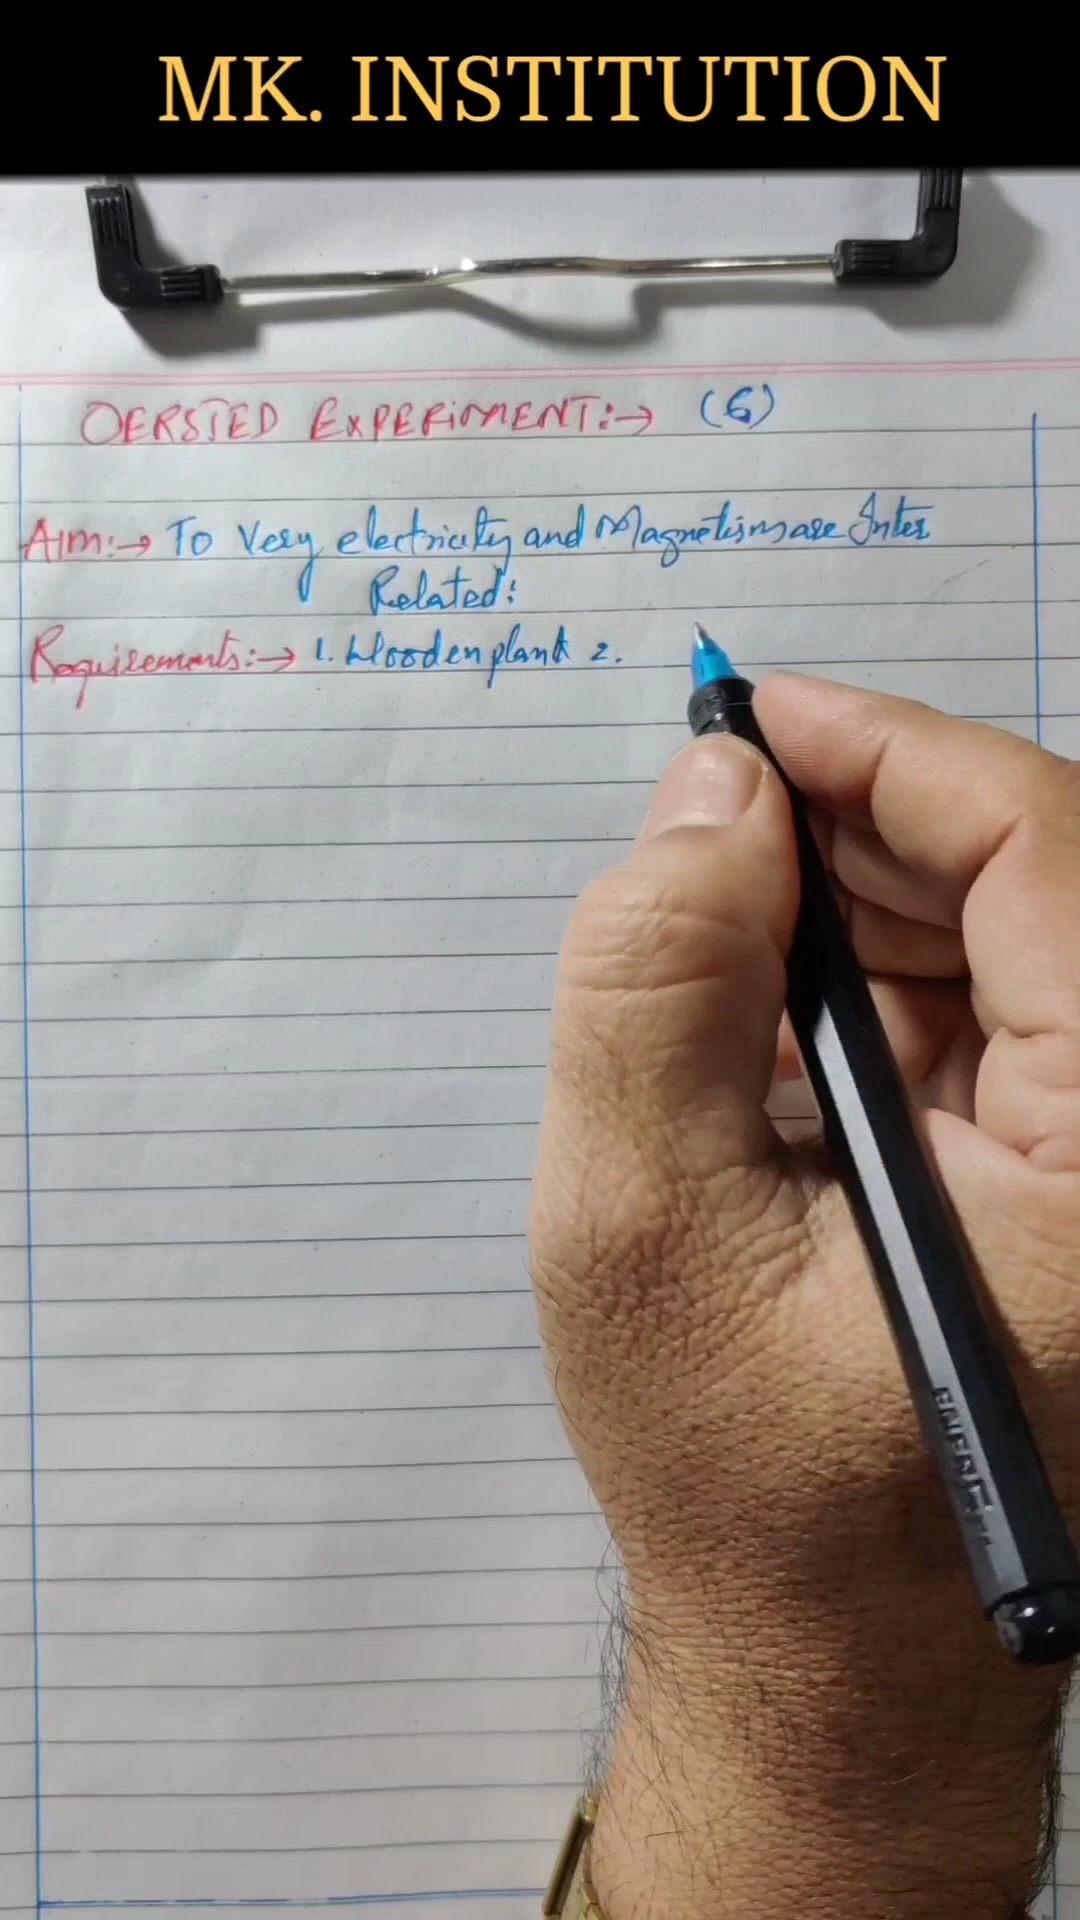 MK. INSTITUTION
OERSTED EXPERIMENT:→ (6)
AIM:→ To Very electricity and Magnetism are Inter
Related:
Requirements:→ 1. Wooden plank 2.